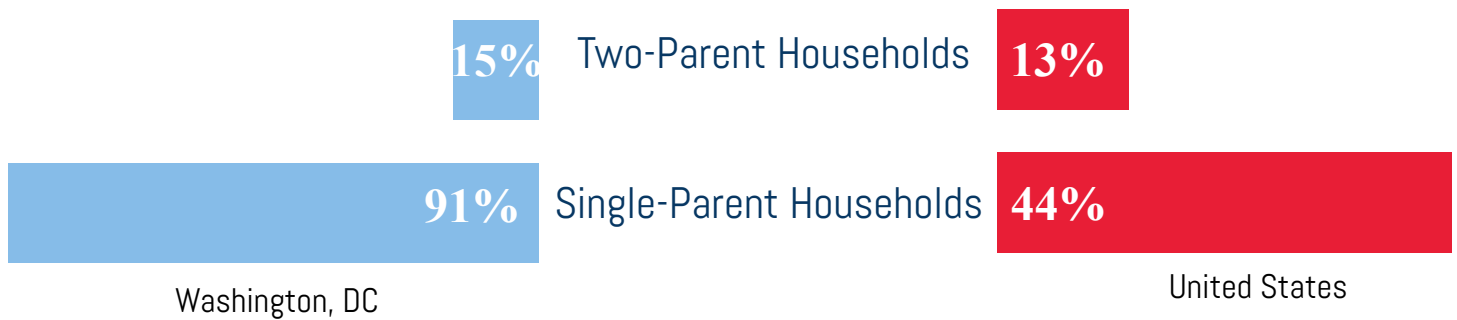 15% Two-Parent Households 13%
91% Single-Parent Households 44%
Washington, DC
United States